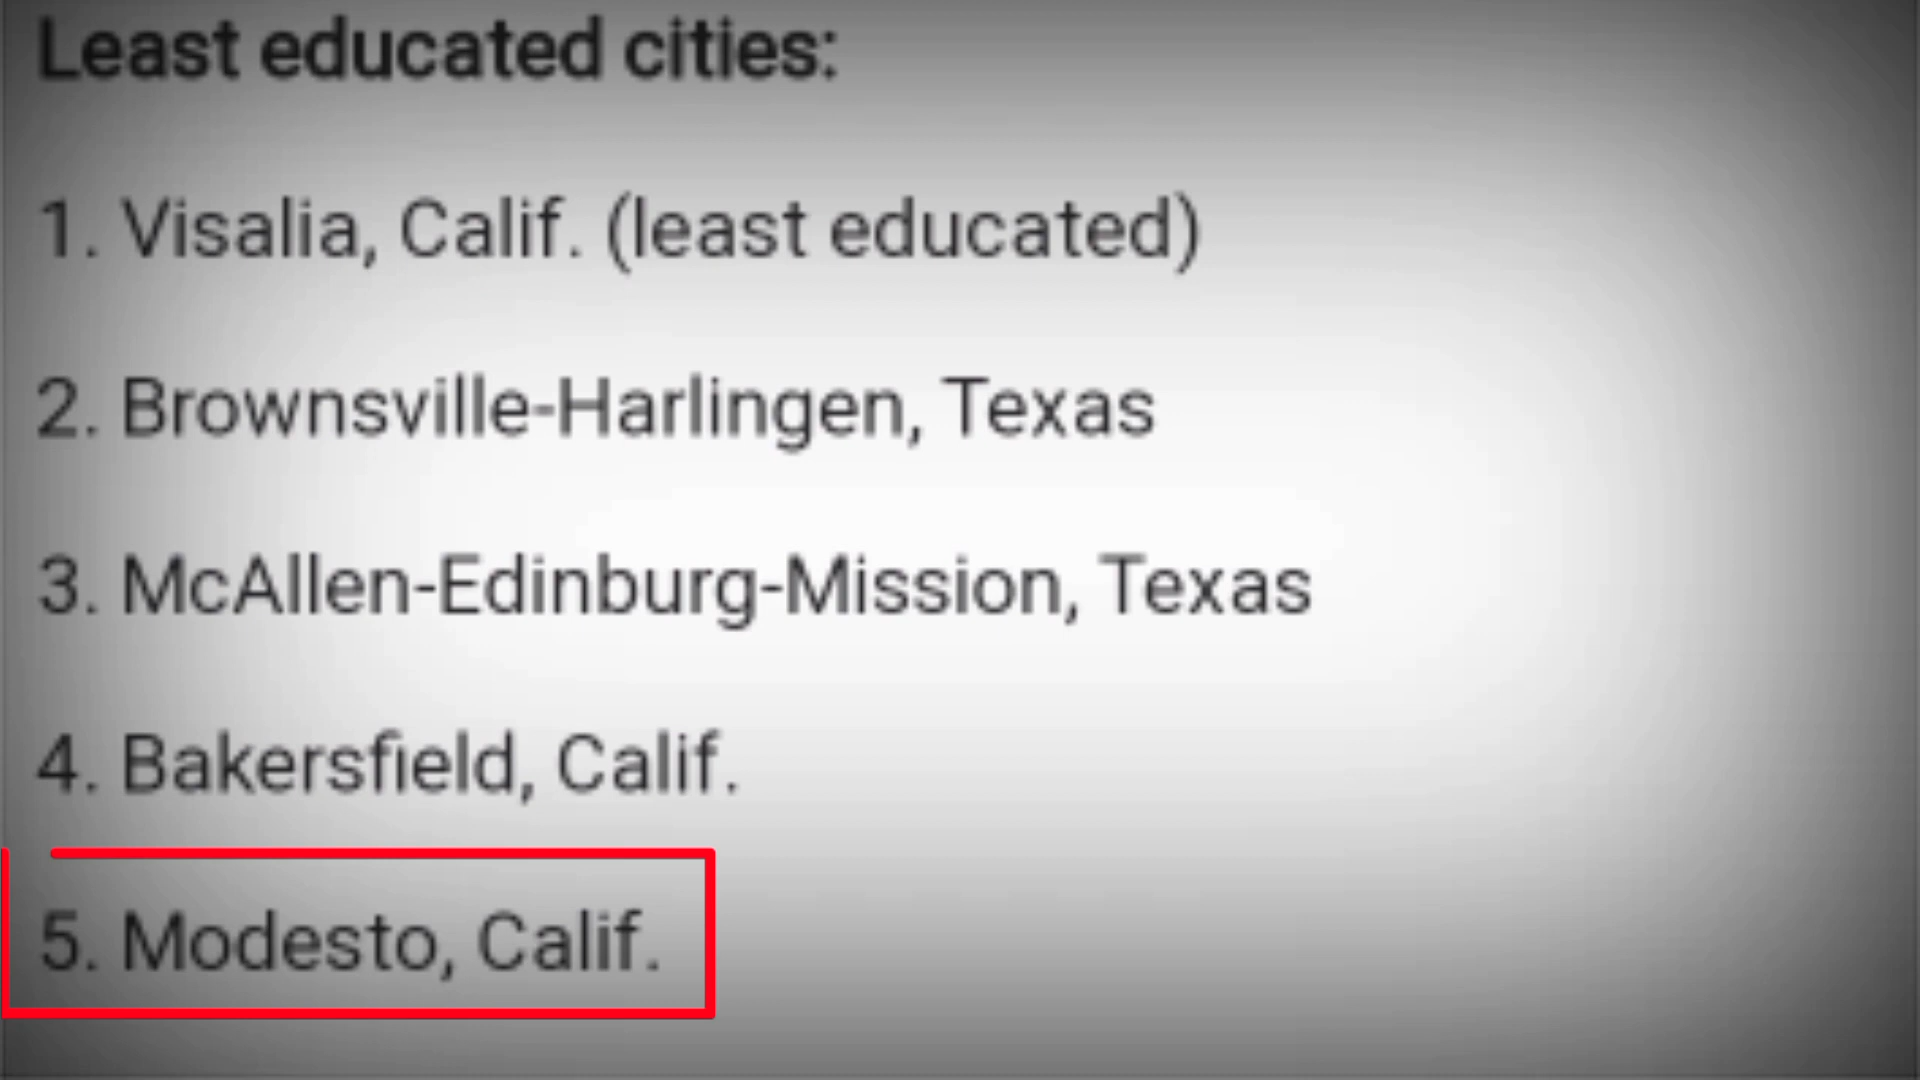 Least educated cities:
1. Visalia, Calif. (least educated)
2. Brownsville-Harlingen, Texas
3. McAllen-Edinburg-Mission, Texas
4. Bakersfield, Calif.
5. Modesto, Calif.